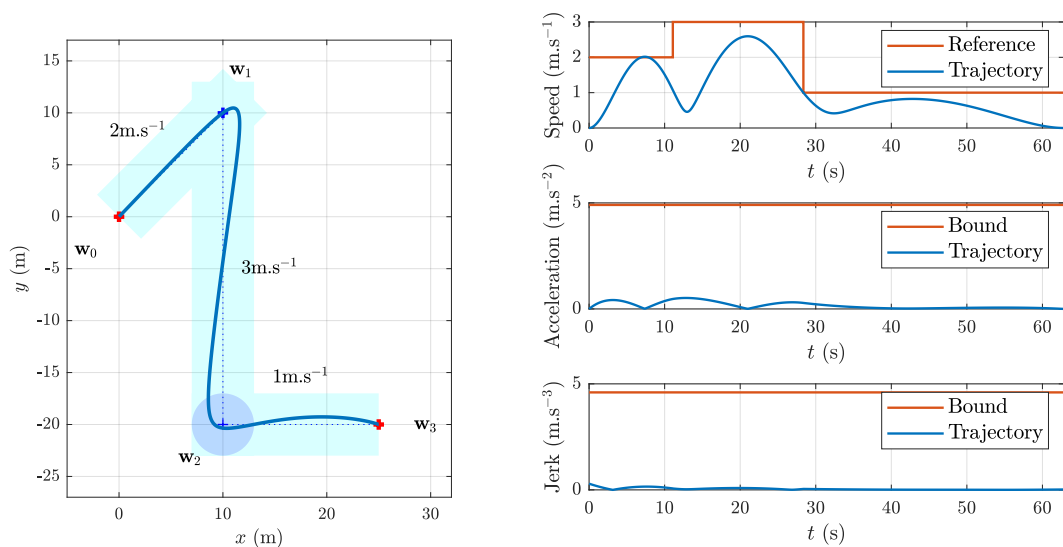 15
10
5
0
-5
-10
-15
-20
-25
y (m)
0
10
20
30
x (m)
w₁
2m.s⁻¹
w₀
3m.s⁻¹
1m.s⁻¹
w₂
w₃
3
2
1
0
Speed (m.s⁻¹)
Reference
Trajectory
0
10
20
30
40
50
60
t (s)
5
0
Acceleration (m.s⁻²)
Bound
Trajectory
0
10
20
30
40
50
60
t (s)
5
0
Jerk (m.s⁻³)
Bound
Trajectory
0
10
20
30
40
50
60
t (s)